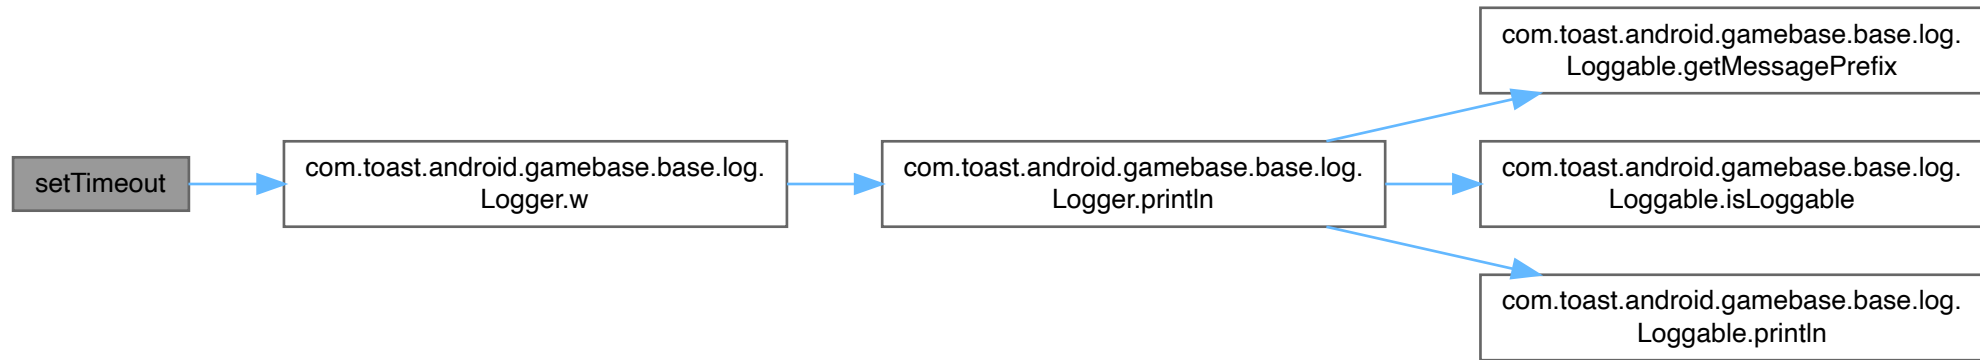 setTimeout
com.toast.android.gamebase.base.log.
Logger.w
com.toast.android.gamebase.base.log.
Logger.println
com.toast.android.gamebase.base.log.
Loggable.getMessagePrefix
com.toast.android.gamebase.base.log.
Loggable.isLoggable
com.toast.android.gamebase.base.log.
Loggable.println